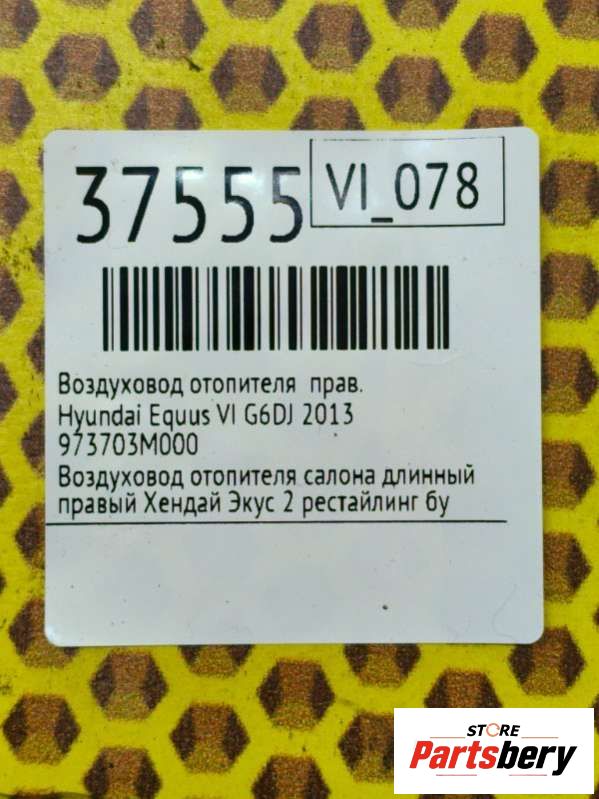 37555
VI_078
Воздуховод отопителя прав.
Hyundai Equus VI G6DJ 2013
973703M000
Воздуховод отопителя салона длинный
правый Хендай Экус 2 рестайлинг бу
STORE
Partsbery